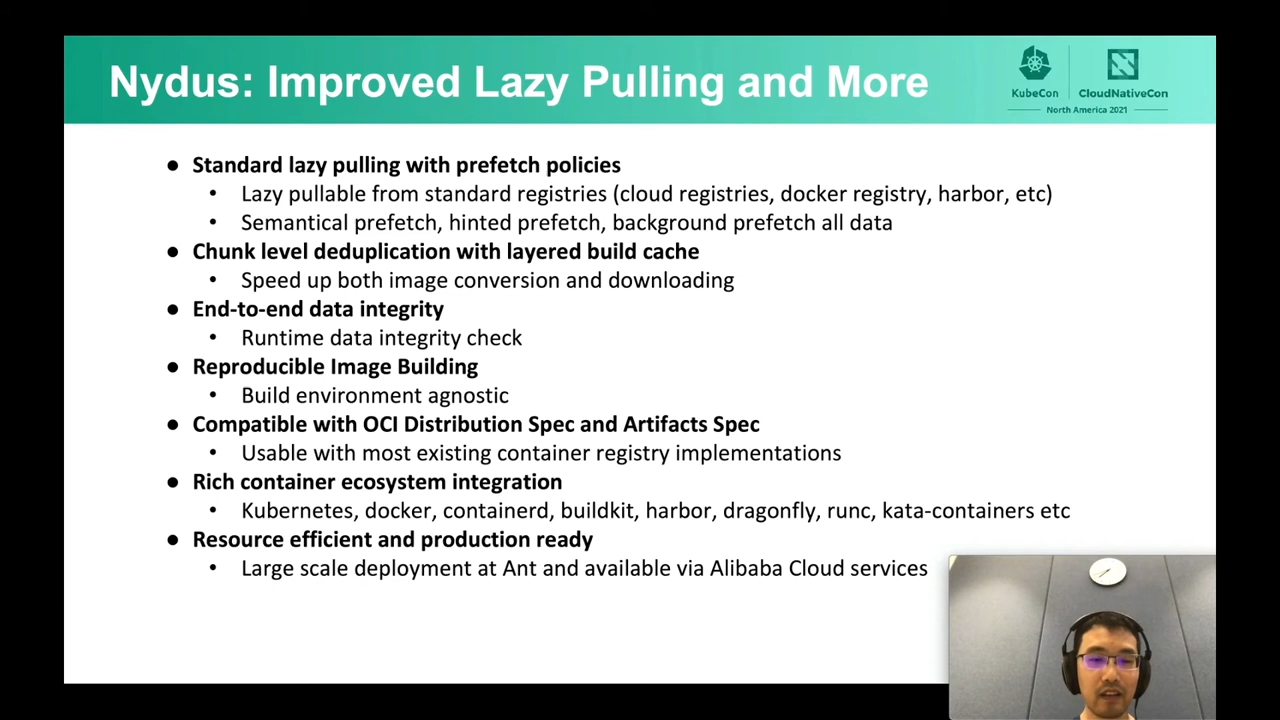 Nydus: Improved Lazy Pulling and More
KubeCon
CloudNativeCon
North America 2021
● Standard lazy pulling with prefetch policies
• Lazy pullable from standard registries (cloud registries, docker registry, harbor, etc)
• Semantical prefetch, hinted prefetch, background prefetch all data
● Chunk level deduplication with layered build cache
• Speed up both image conversion and downloading
● End-to-end data integrity
• Runtime data integrity check
● Reproducible Image Building
• Build environment agnostic
● Compatible with OCI Distribution Spec and Artifacts Spec
• Usable with most existing container registry implementations
● Rich container ecosystem integration
• Kubernetes, docker, containerd, buildkit, harbor, dragonfly, runc, kata-containers etc
● Resource efficient and production ready
• Large scale deployment at Ant and available via Alibaba Cloud services